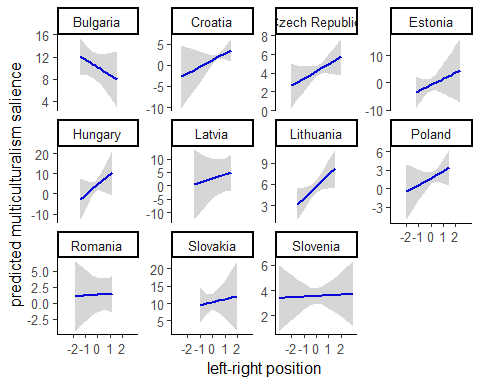 Bulgaria
Croatia
Czech Republic
Estonia
16
12
8
4
5
0
-5
-10
8
6
4
2
0
10
0
-10
Hungary
Latvia
Lithuania
Poland
20
10
0
-10
10
5
0
-5
-10
9
6
3
6
3
0
-3
-2 -1 0 1 2
Romania
Slovakia
Slovenia
5.0
2.5
0.0
-2.5
20
15
10
5
6
4
2
-2 -1 0 1 2
-2 -1 0 1 2
-2 -1 0 1 2
left-right position
predicted multiculturalism salience